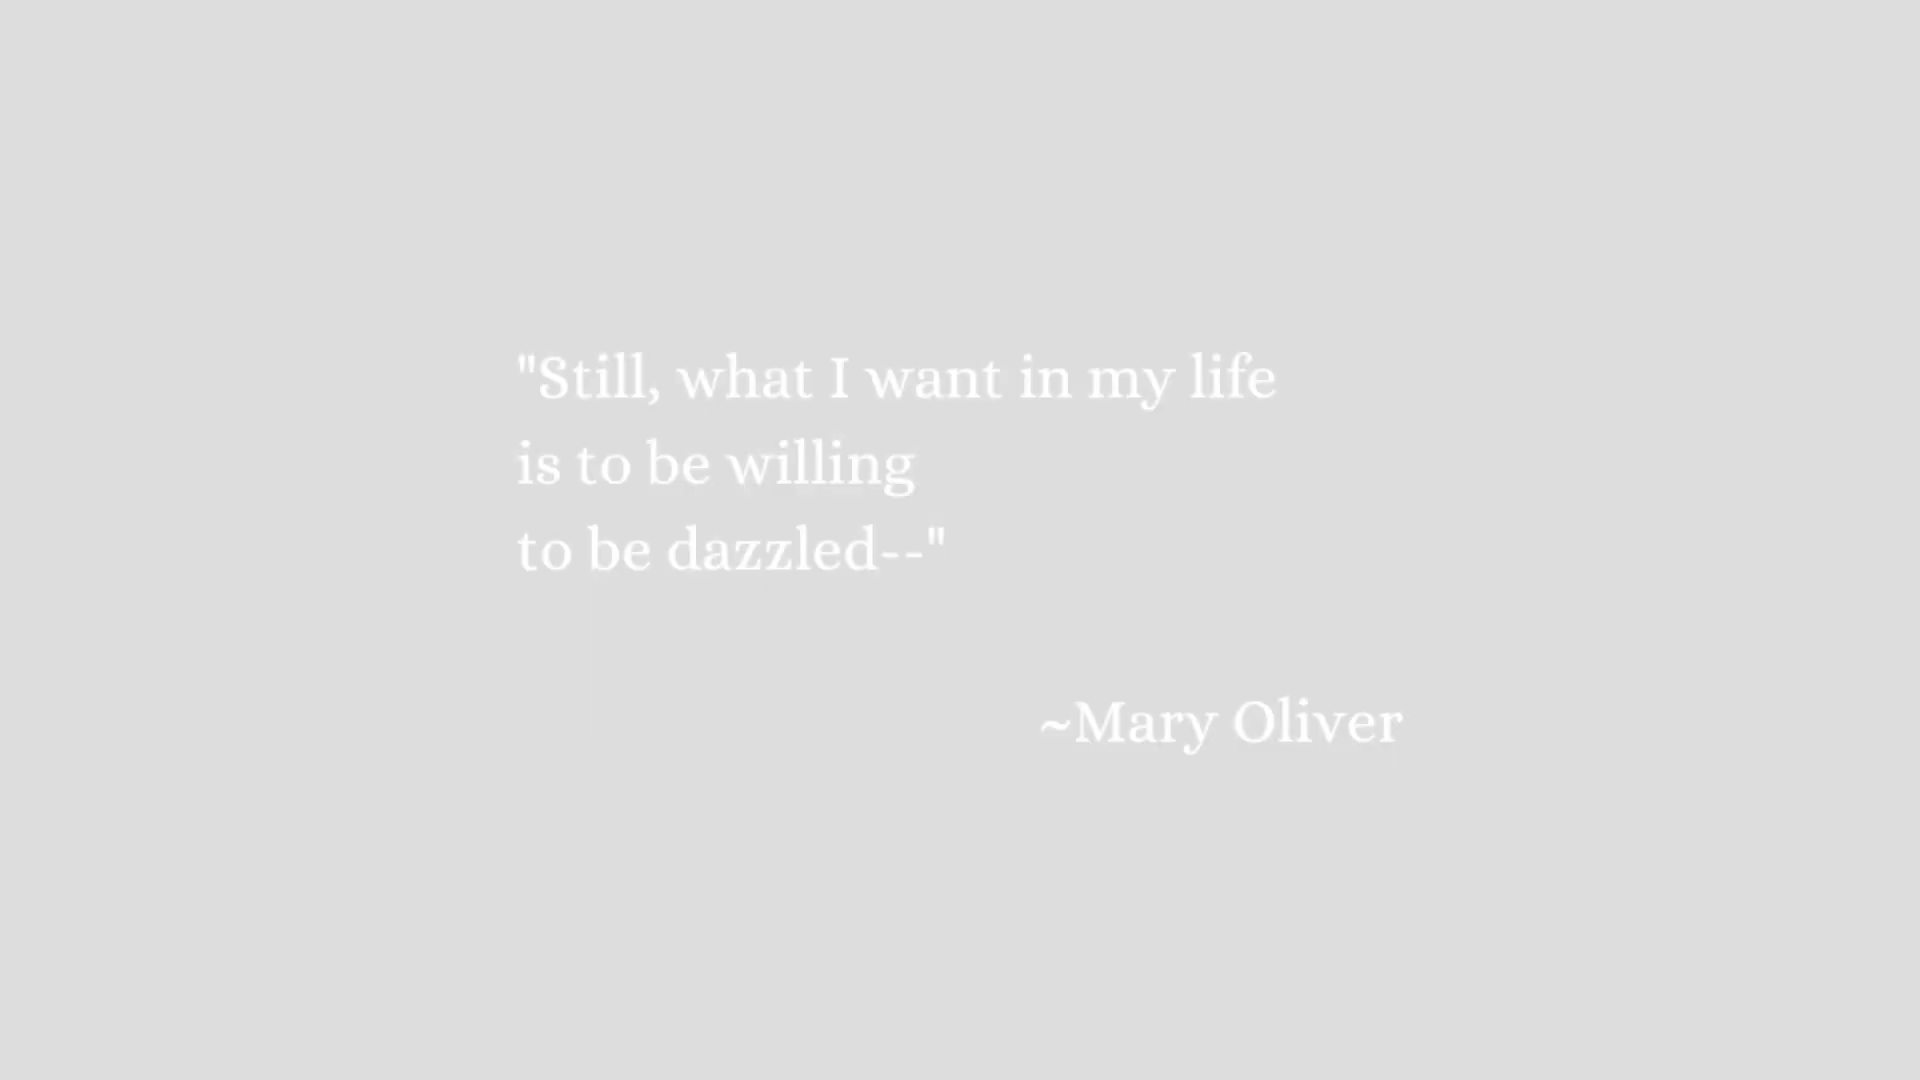 "Still, what I want in my life
is to be willing
to be dazzled--"
~Mary Oliver